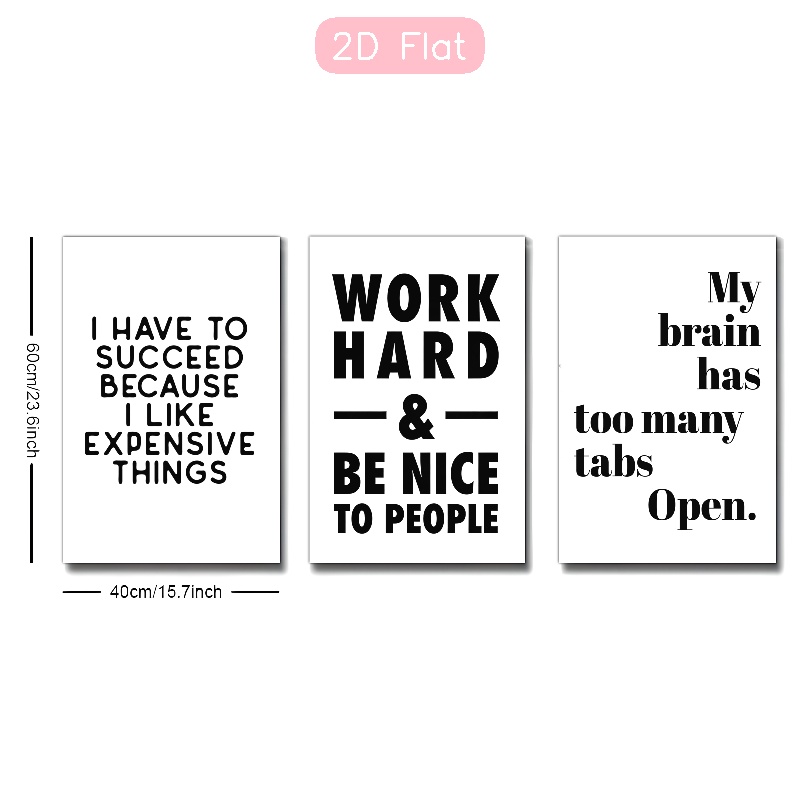 2D Flat
I HAVE TO
SUCCEED
BECAUSE
I LIKE
EXPENSIVE
THINGS
WORK
HARD
&
BE NICE
TO PEOPLE
My
brain
has
too many
tabs
Open.
60cm/23.6inch
40cm/15.7inch